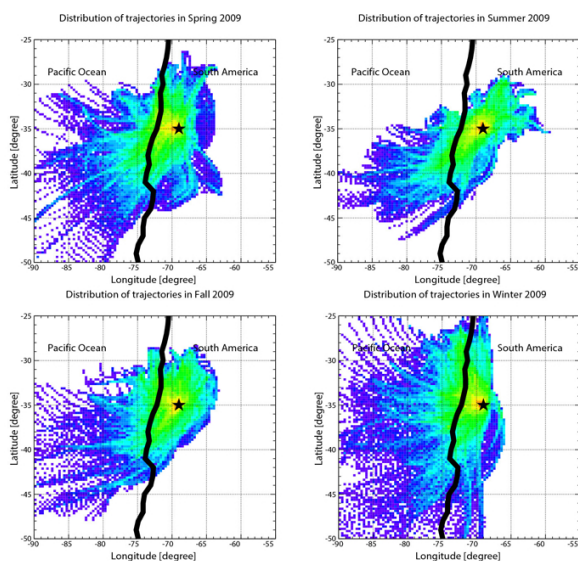 Distribution of trajectories in Spring 2009
Pacific Ocean
South America
Latitude [degree]
-25
-30
-35
-40
-45
-50
-90
-85
-80
-75
-70
-65
-60
-55
Longitude [degree]
Distribution of trajectories in Summer 2009
Pacific Ocean
South America
Latitude [degree]
-25
-30
-35
-40
-45
-50
-90
-85
-80
-75
-70
-65
-60
-55
Longitude [degree]
Distribution of trajectories in Fall 2009
Pacific Ocean
South America
Latitude [degree]
-25
-30
-35
-40
-45
-50
-90
-85
-80
-75
-70
-65
-60
-55
Longitude [degree]
Distribution of trajectories in Winter 2009
Pacific Ocean
South America
Latitude [degree]
-25
-30
-35
-40
-45
-50
-90
-85
-80
-75
-70
-65
-60
-55
Longitude [degree]